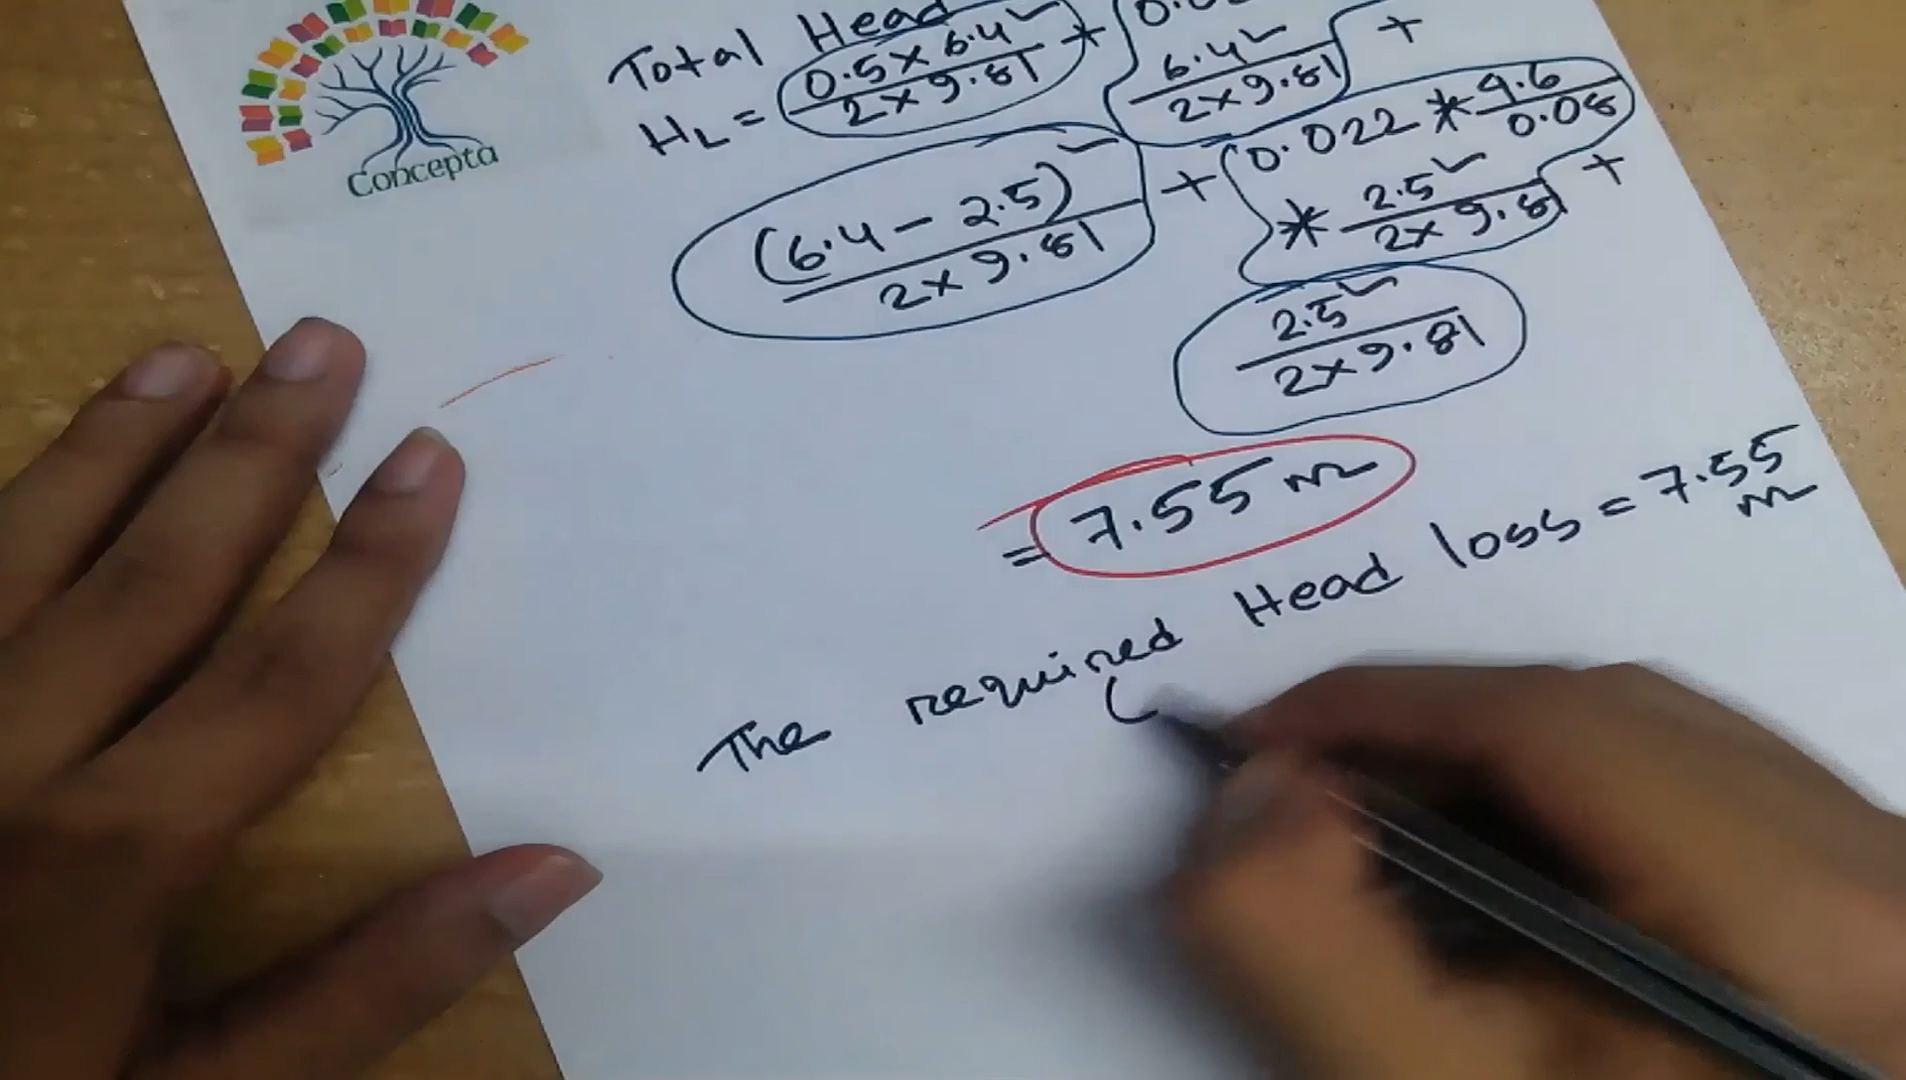 Concepta
Total Head
HL = 0.5 × 6.4² / 2 × 9.81 +
6.4² / 2 × 9.81 +
(6.4 – 2.5)² / 2 × 9.81 + 0.022 * 9.6 / 0.08
* 2.5² / 2 × 9.81 +
2.5² / 2 × 9.81
= 7.55 m
The required Head loss = 7.55 m